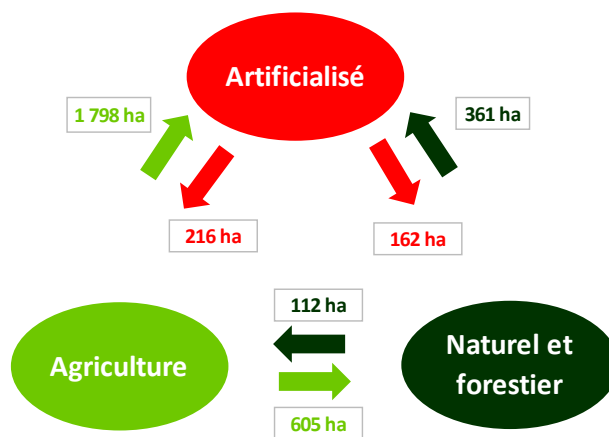 Artificialisé
1 798 ha
361 ha
216 ha
162 ha
112 ha
Agriculture
Naturel et
forestier
605 ha